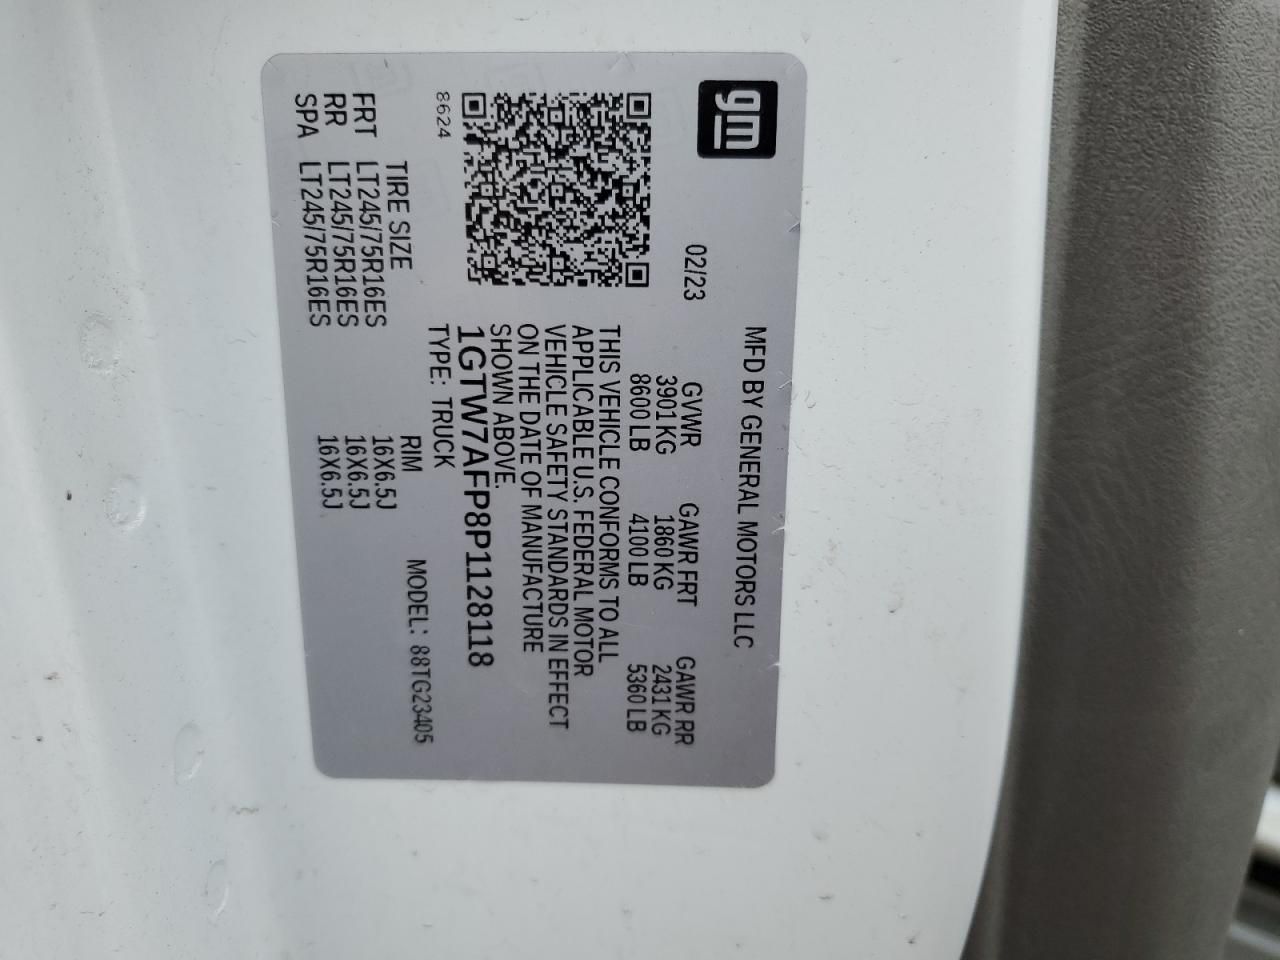 gm
MFD BY GENERAL MOTORS LLC
02/23
GVWR GAWR FRT GAWR RR
3901 KG 1860 KG 2431 KG
8600 LB 4100 LB 5360 LB
THIS VEHICLE CONFORMS TO ALL
APPLICABLE U.S. FEDERAL MOTOR
VEHICLE SAFETY STANDARDS IN EFFECT
ON THE DATE OF MANUFACTURE
SHOWN ABOVE.
1GTW7AFP8P1128118
8624
TYPE: TRUCK
MODEL: 88TG23405
TIRE SIZE RIM
FRT LT245/75R16ES 16X6.5J
RR LT245/75R16ES 16X6.5J
SPA LT245/75R16ES 16X6.5J